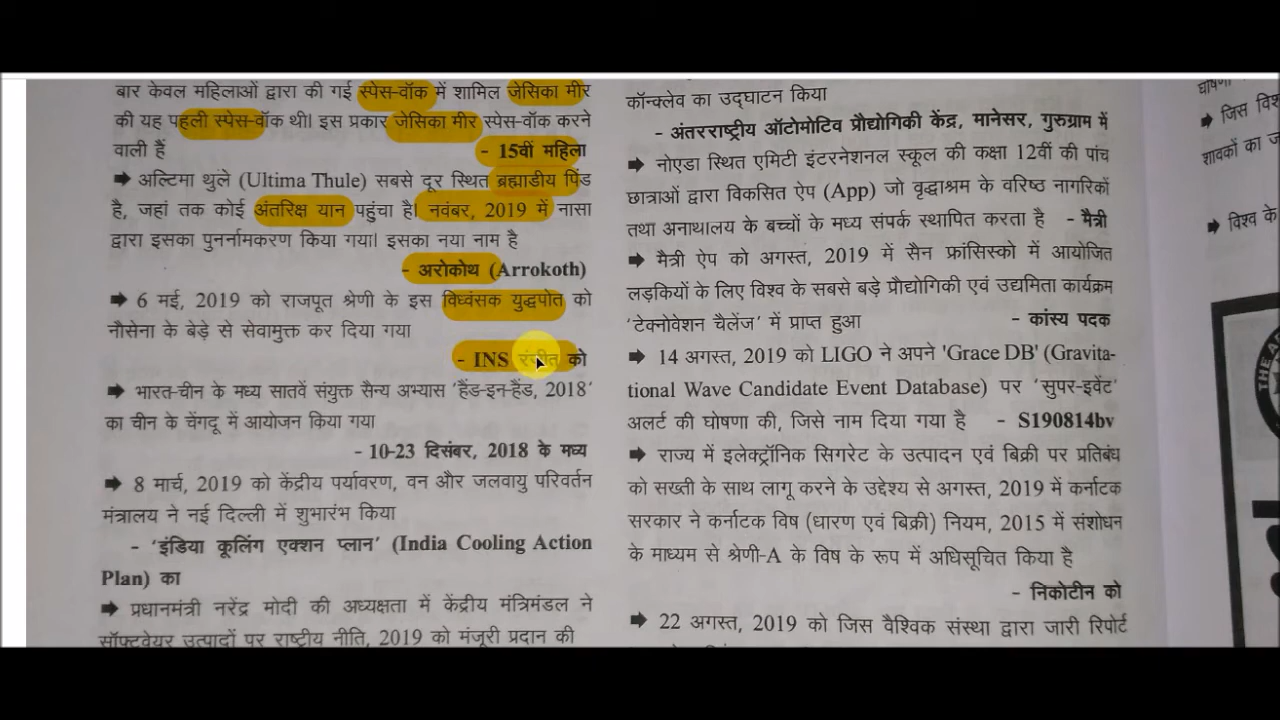 बार केवल महिलाओं द्वारा की गई स्पेस-वॉक में शामिल जेसिका मीर
की यह पहली स्पेस-वॉक थी। इस प्रकार जेसिका मीर स्पेस-वॉक करने
वाली हैं - 15वीं महिला
➡ अल्टिमा थुले (Ultima Thule) सबसे दूर स्थित ब्रह्माडीय पिंड
है, जहां तक कोई अंतरिक्ष यान पहुंचा है। नवंबर, 2019 में नासा
द्वारा इसका पुनर्नामकरण किया गया। इसका नया नाम है
- अरोकोथ (Arrokoth)
➡ 6 मई, 2019 को राजपूत श्रेणी के इस विध्वंसक युद्धपोत को
नौसेना के बेड़े से सेवामुक्त कर दिया गया
- INS रंजीत को
➡ भारत-चीन के मध्य सातवें संयुक्त सैन्य अभ्यास 'हैंड-इन-हैंड, 2018'
का चीन के चेंगदू में आयोजन किया गया
- 10-23 दिसंबर, 2018 के मध्य
➡ 8 मार्च, 2019 को केंद्रीय पर्यावरण, वन और जलवायु परिवर्तन
मंत्रालय ने नई दिल्ली में शुभारंभ किया
- 'इंडिया कूलिंग एक्शन प्लान' (India Cooling Action
Plan) का
➡ प्रधानमंत्री नरेंद्र मोदी की अध्यक्षता में केंद्रीय मंत्रिमंडल ने
सॉफ्टवेयर उत्पादों पर राष्ट्रीय नीति, 2019 को मंजूरी प्रदान की
कॉन्क्लेव का उद्घाटन किया
- अंतरराष्ट्रीय ऑटोमोटिव प्रौद्योगिकी केंद्र, मानेसर, गुरुग्राम में
➡ नोएडा स्थित एमिटी इंटरनेशनल स्कूल की कक्षा 12वीं की पांच
छात्राओं द्वारा विकसित ऐप (App) जो वृद्धाश्रम के वरिष्ठ नागरिकों
तथा अनाथालय के बच्चों के मध्य संपर्क स्थापित करता है - मैत्री
➡ मैत्री ऐप को अगस्त, 2019 में सैन फ्रांसिस्को में आयोजित
लड़कियों के लिए विश्व के सबसे बड़े प्रौद्योगिकी एवं उद्यमिता कार्यक्रम
'टेक्नोवेशन चैलेंज' में प्राप्त हुआ - कांस्य पदक
➡ 14 अगस्त, 2019 को LIGO ने अपने 'Grace DB' (Gravita-
tional Wave Candidate Event Database) पर 'सुपर-इवेंट'
अलर्ट की घोषणा की, जिसे नाम दिया गया है - S190814bv
➡ राज्य में इलेक्ट्रॉनिक सिगरेट के उत्पादन एवं बिक्री पर प्रतिबंध
को सख्ती के साथ लागू करने के उद्देश्य से अगस्त, 2019 में कर्नाटक
सरकार ने कर्नाटक विष (धारण एवं बिक्री) नियम, 2015 में संशोधन
के माध्यम से श्रेणी-A के विष के रूप में अधिसूचित किया है
- निकोटीन को
➡ 22 अगस्त, 2019 को जिस वैश्विक संस्था द्वारा जारी रिपोर्ट
➡ जिस विश
शावकों का ज
➡ विश्व के